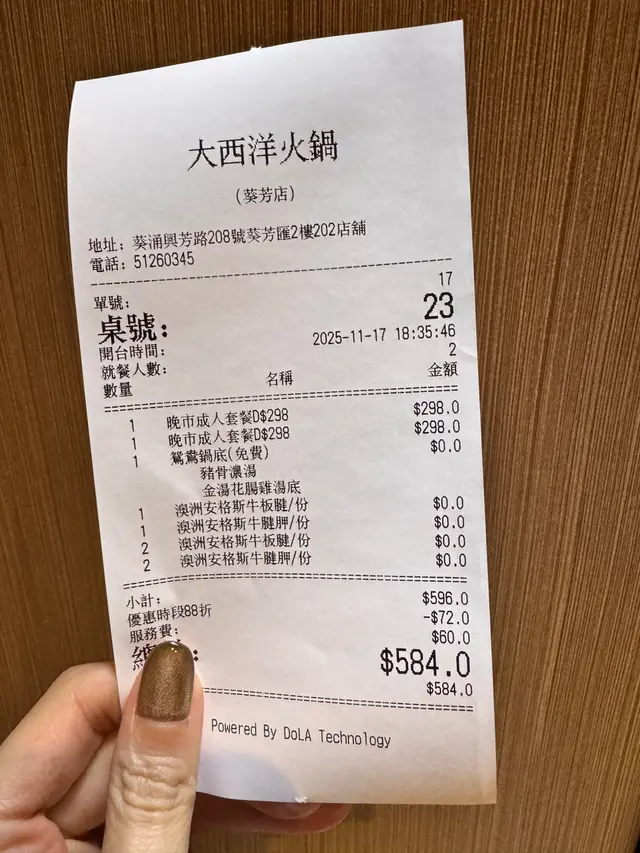 大西洋火鍋
(葵芳店)
地址: 葵涌興芳路208號葵芳匯2樓202店舖
電話: 51260345
單號: 17
桌號: 23
開台時間: 2025-11-17 18:35:46
就餐人數: 2
數量 名稱 金額
1 晚市成人套餐D$298 $298.0
1 晚市成人套餐D$298 $298.0
1 鴛鴦鍋底(免費) $0.0
豬骨濃湯
金湯花膠雞湯底
1 澳洲安格斯牛板腱/份 $0.0
1 澳洲安格斯牛腱胛/份 $0.0
2 澳洲安格斯牛板腱/份 $0.0
2 澳洲安格斯牛腱胛/份 $0.0
小計: $596.0
優惠時段88折 -$72.0
服務費: $60.0
$584.0
$584.0
Powered By DoLA Technology